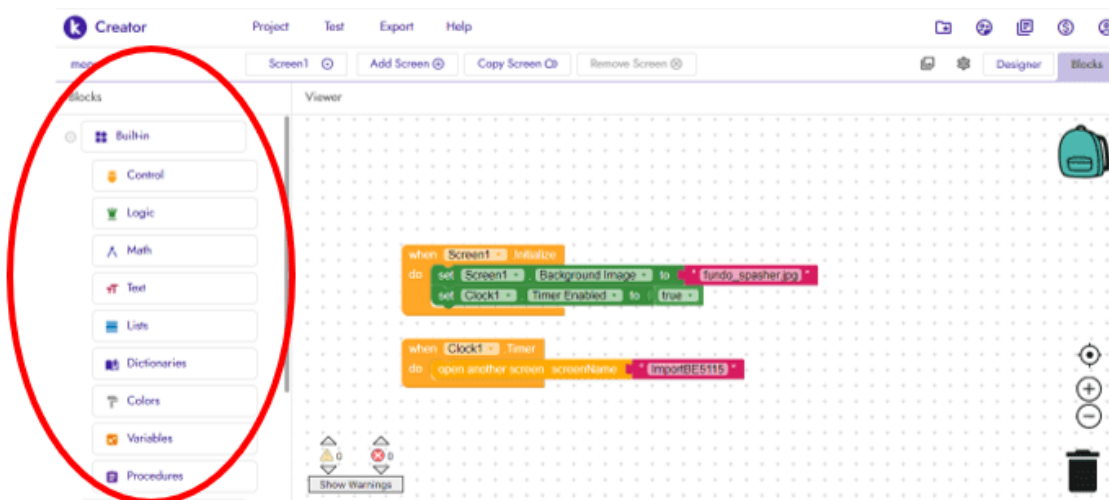 Creator Project Test Export Help
Screen1 Add Screen Copy Screen Remove Screen Designer Blocks
Blocks Viewer
Built-in
Control
Logic
Math
Text
Lists
Dictionaries
Colors
Variables
Procedures
when Screen1 .Initialize
do set Screen1 . Background Image to " fundo_spasher.jpg "
set Clock1 . Timer Enabled to true
when Clock1 .Timer
do open another screen screenName " ImportBE5115 "
0 0
Show Warnings